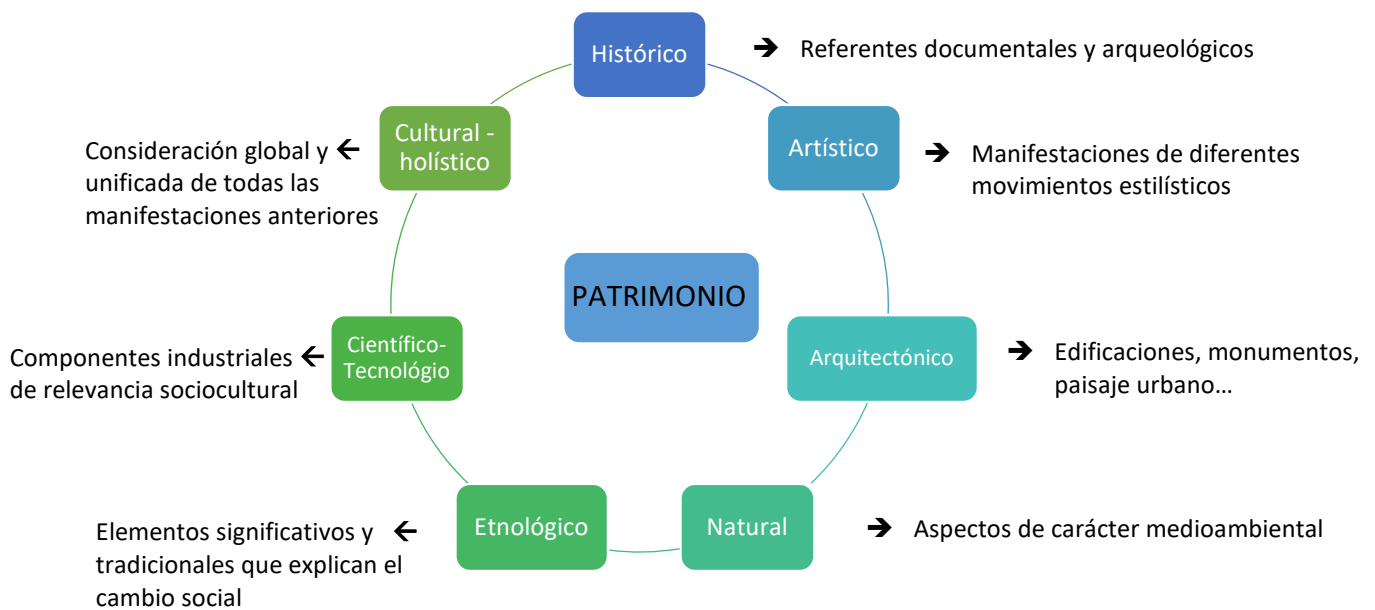 Histórico
➔ Referentes documentales y arqueológicos
Artístico
➔ Manifestaciones de diferentes
movimientos estilísticos
Arquitectónico
➔ Edificaciones, monumentos,
paisaje urbano…
Natural
➔ Aspectos de carácter medioambiental
Etnológico
Elementos significativos y 🡨
tradicionales que explican el
cambio social
Científico-
Tecnológio
Componentes industriales 🡨
de relevancia sociocultural
Cultural -
holístico
Consideración global y 🡨
unificada de todas las
manifestaciones anteriores
PATRIMONIO